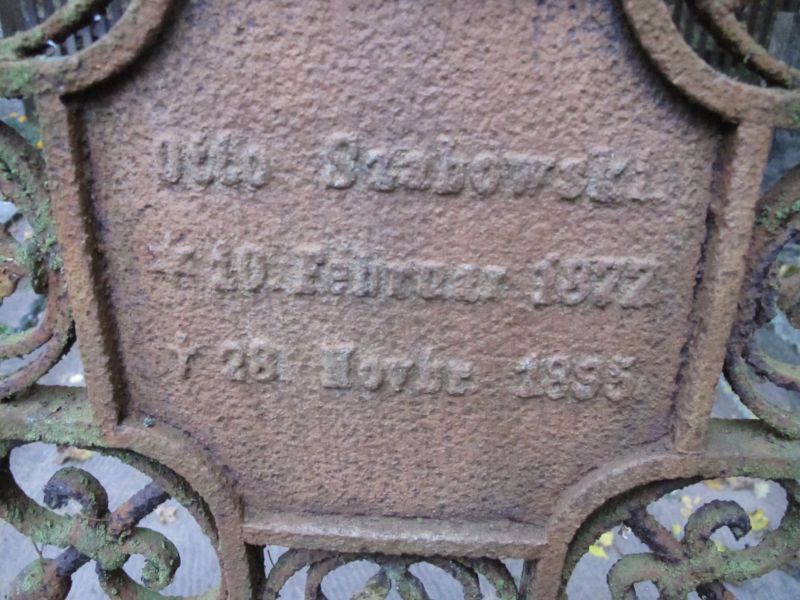 Otto Szabowski
* 10. Februar 1877
† 28. Novbr. 1895.